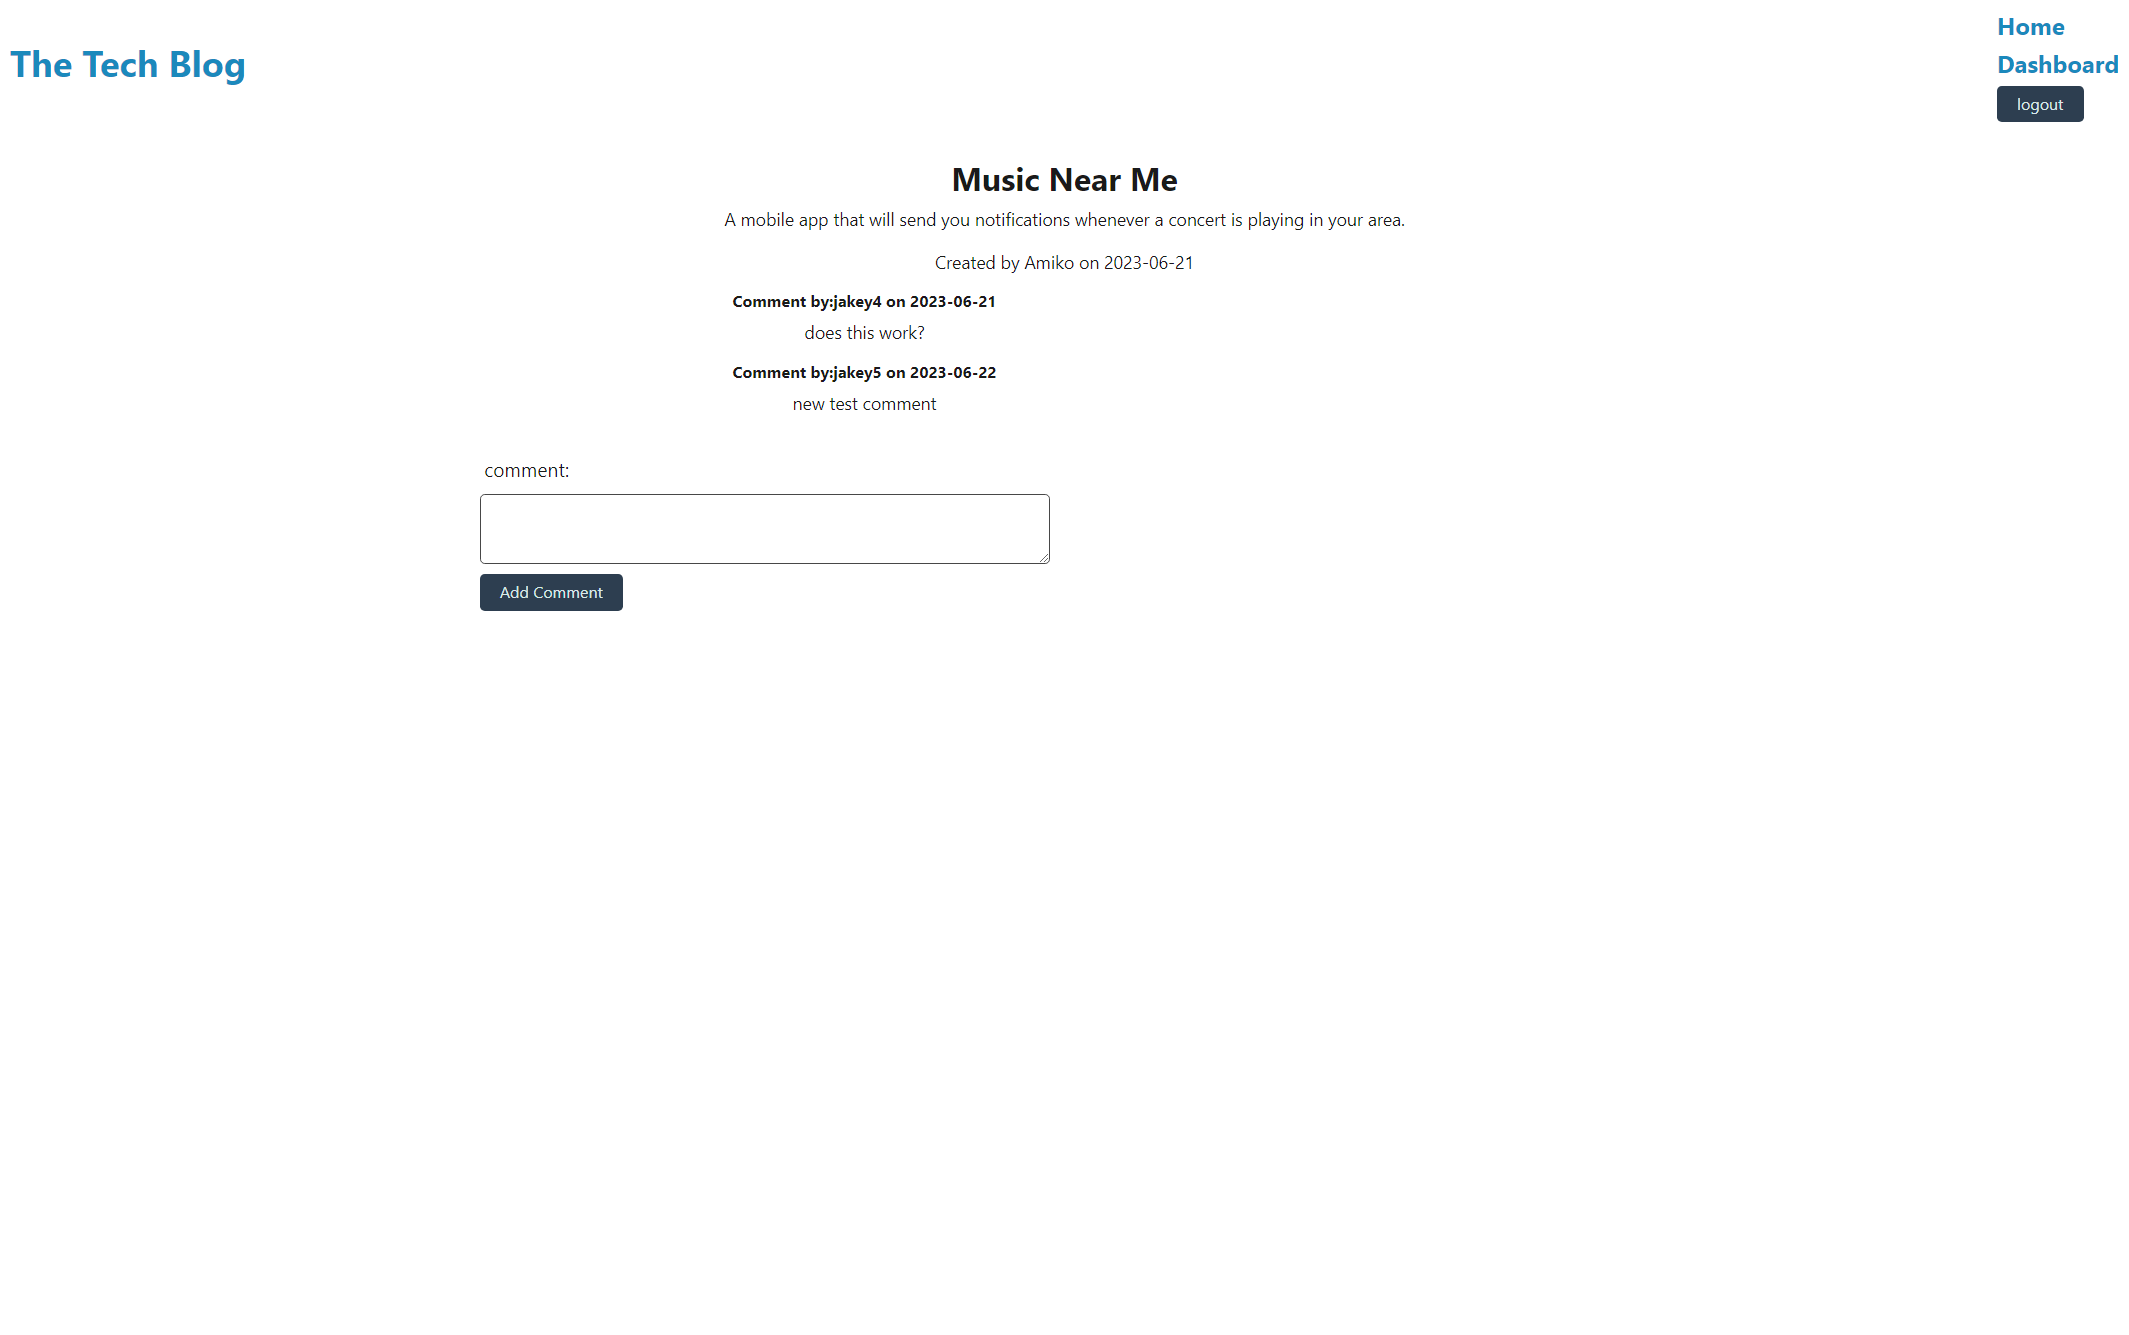 The Tech Blog
Home
Dashboard
logout
Music Near Me
A mobile app that will send you notifications whenever a concert is playing in your area.
Created by Amiko on 2023-06-21
Comment by:jakey4 on 2023-06-21
does this work?
Comment by:jakey5 on 2023-06-22
new test comment
comment:
Add Comment